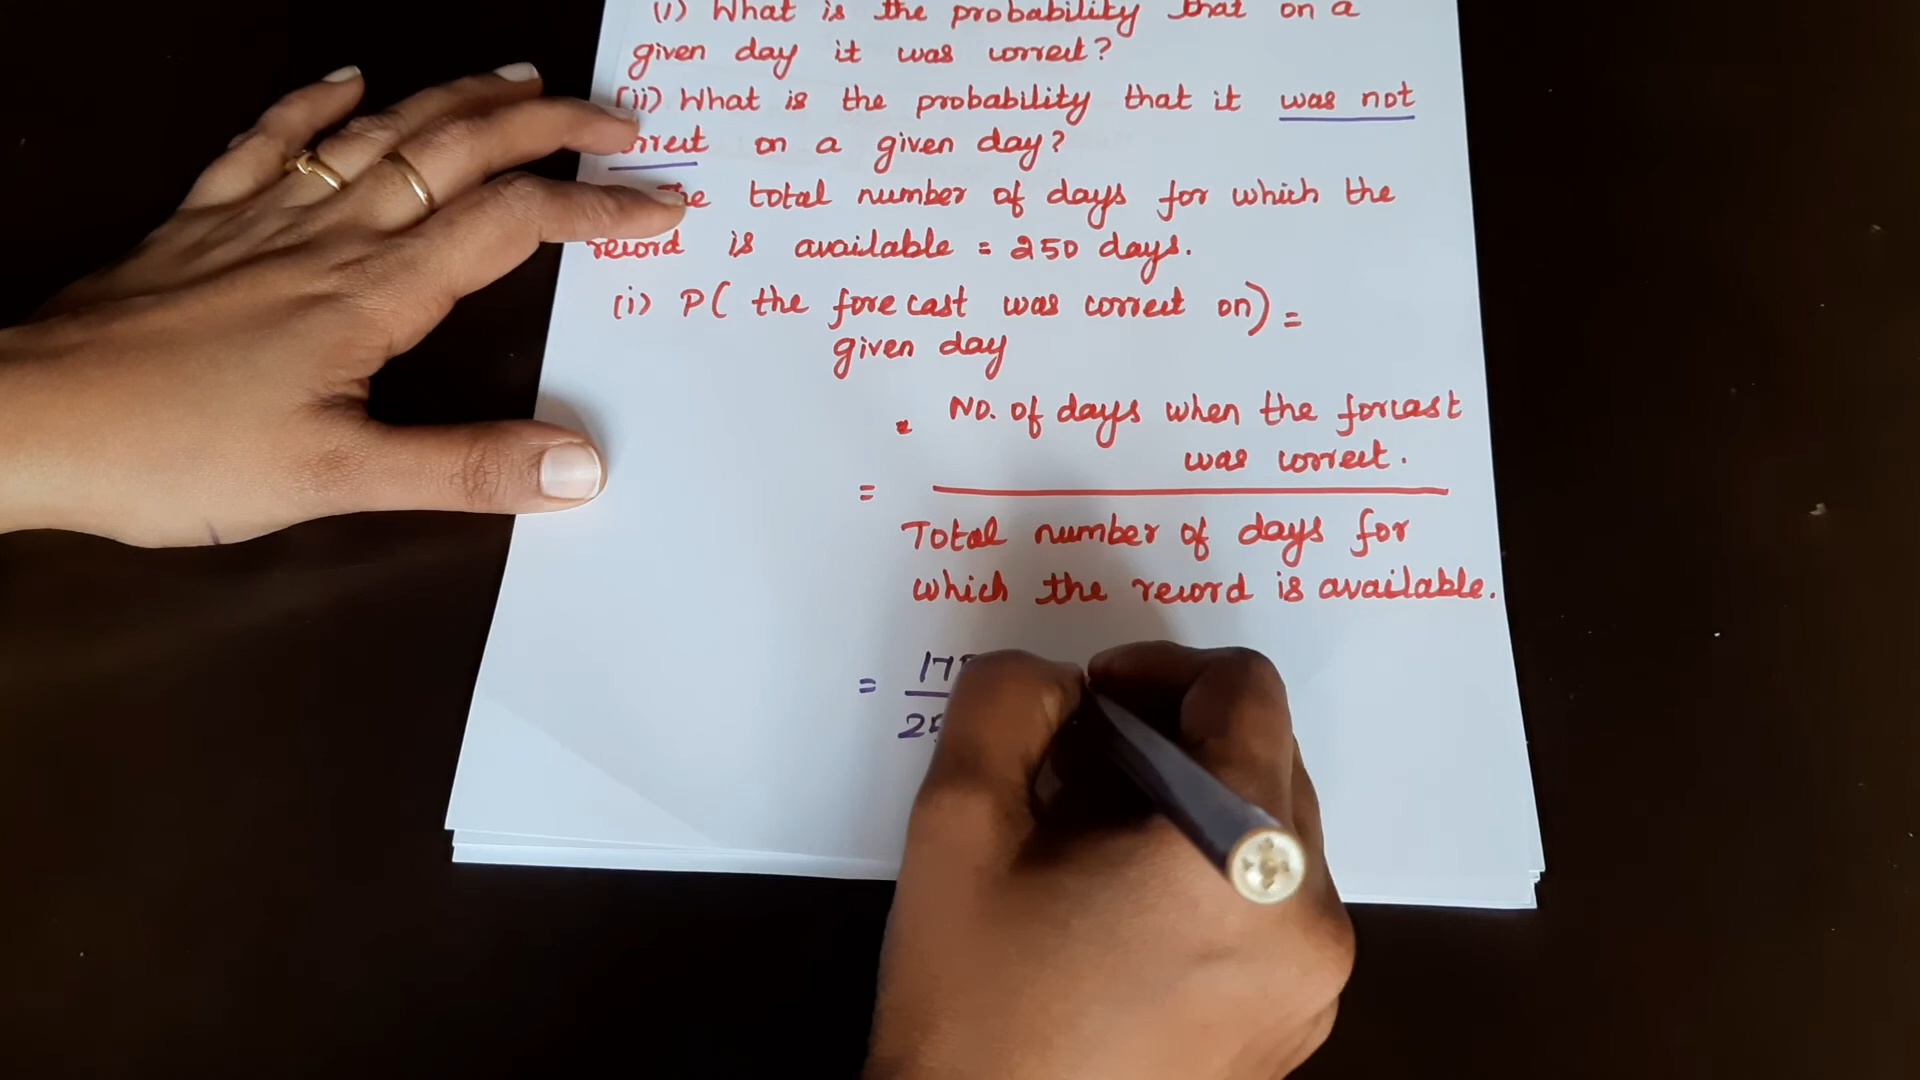 (i) What is the probability that on a
given day it was correct?
(ii) What is the probability that it was not
on a given day?
total number of days for which the
record is available = 250 days.
(i) P( the forecast was correct on) =
given day
No. of days when the forcast
was correct.
=
Total number of days for
which the record is available.
=